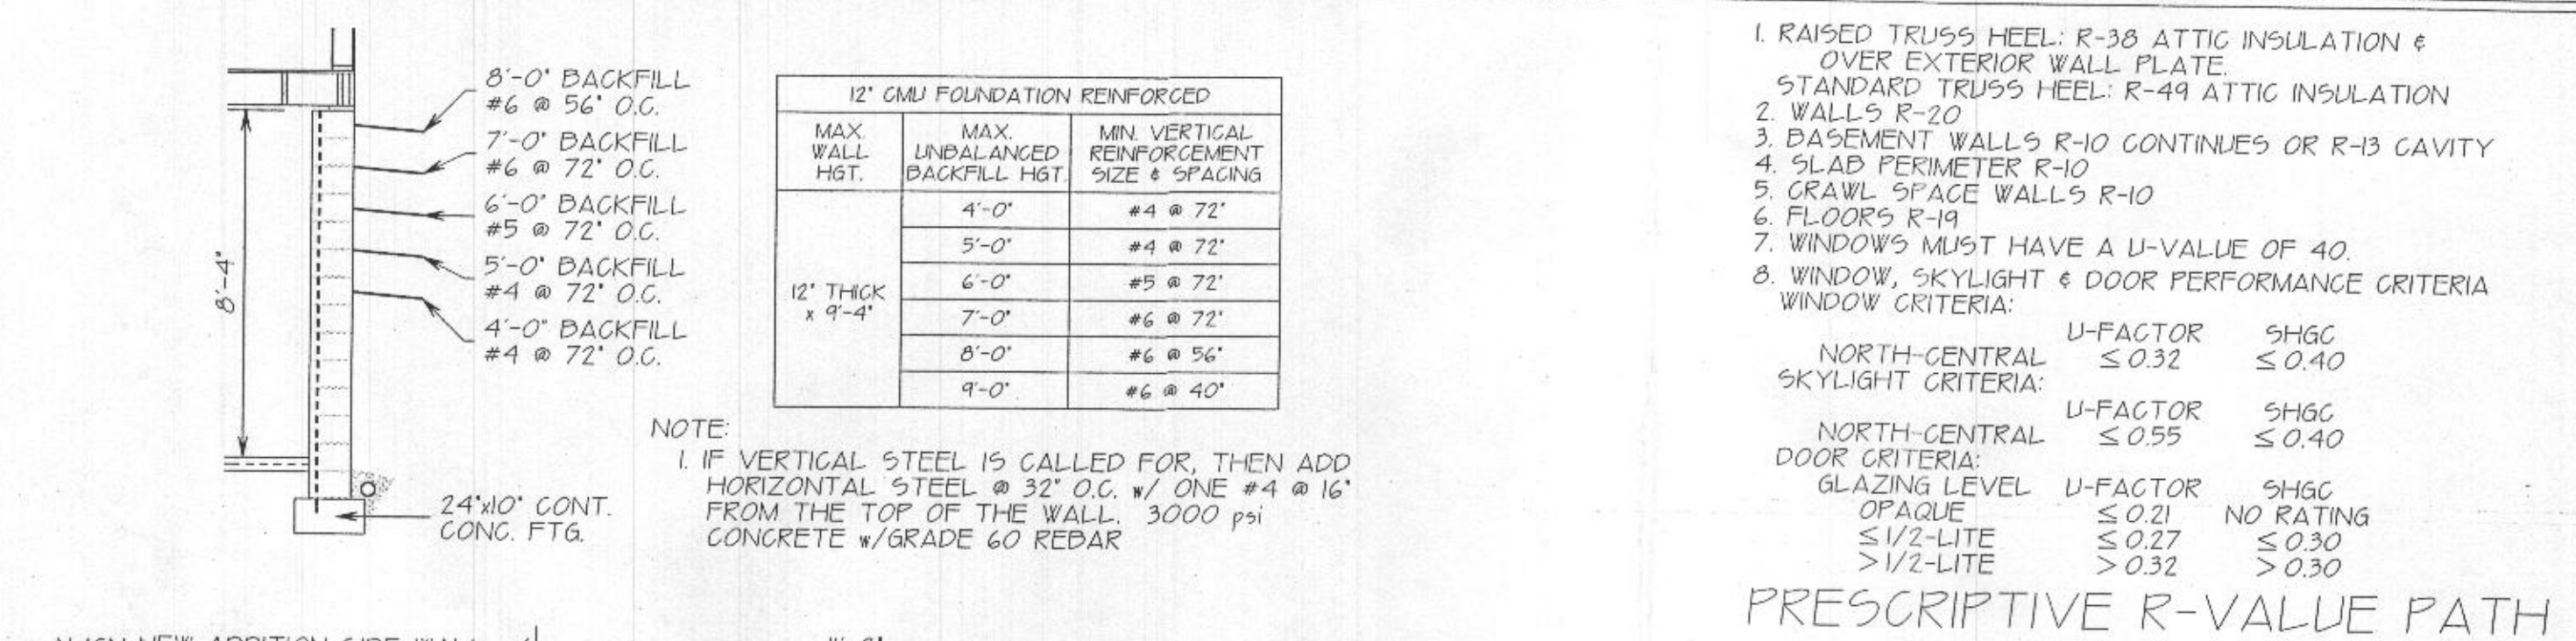 8'-0" BACKFILL
#6 @ 56" O.C.
7'-0" BACKFILL
#6 @ 72" O.C.
6'-0" BACKFILL
#5 @ 72" O.C.
5'-0" BACKFILL
#4 @ 72" O.C.
4'-0" BACKFILL
#4 @ 72" O.C.
8'-4"
24"x10" CONT.
CONC. FTG.
12" CMU FOUNDATION REINFORCED
MAX. WALL HGT.
MAX. UNBALANCED BACKFILL HGT.
MIN. VERTICAL REINFORCEMENT SIZE & SPACING
12" THICK x 9'-4"
4'-0" #4 @ 72"
5'-0" #4 @ 72"
6'-0" #5 @ 72"
7'-0" #6 @ 72"
8'-0" #6 @ 56"
9'-0" #6 @ 40"
NOTE:
1. IF VERTICAL STEEL IS CALLED FOR, THEN ADD
HORIZONTAL STEEL @ 32" O.C. w/ ONE #4 @ 16"
FROM THE TOP OF THE WALL. 3000 psi
CONCRETE w/GRADE 60 REBAR
1. RAISED TRUSS HEEL: R-38 ATTIC INSULATION &
OVER EXTERIOR WALL PLATE.
STANDARD TRUSS HEEL: R-49 ATTIC INSULATION
2. WALLS R-20
3. BASEMENT WALLS R-10 CONTINUES OR R-13 CAVITY
4. SLAB PERIMETER R-10
5. CRAWL SPACE WALLS R-10
6. FLOORS R-19
7. WINDOWS MUST HAVE A U-VALUE OF 40.
8. WINDOW, SKYLIGHT & DOOR PERFORMANCE CRITERIA
WINDOW CRITERIA:
U-FACTOR SHGC
NORTH-CENTRAL ≤ 0.32 ≤ 0.40
SKYLIGHT CRITERIA:
U-FACTOR SHGC
NORTH-CENTRAL ≤ 0.55 ≤ 0.40
DOOR CRITERIA:
GLAZING LEVEL U-FACTOR SHGC
OPAQUE ≤ 0.21 NO RATING
≤ 1/2-LITE ≤ 0.27 ≤ 0.30
> 1/2-LITE > 0.32 > 0.30
PRESCRIPTIVE R-VALUE PATH